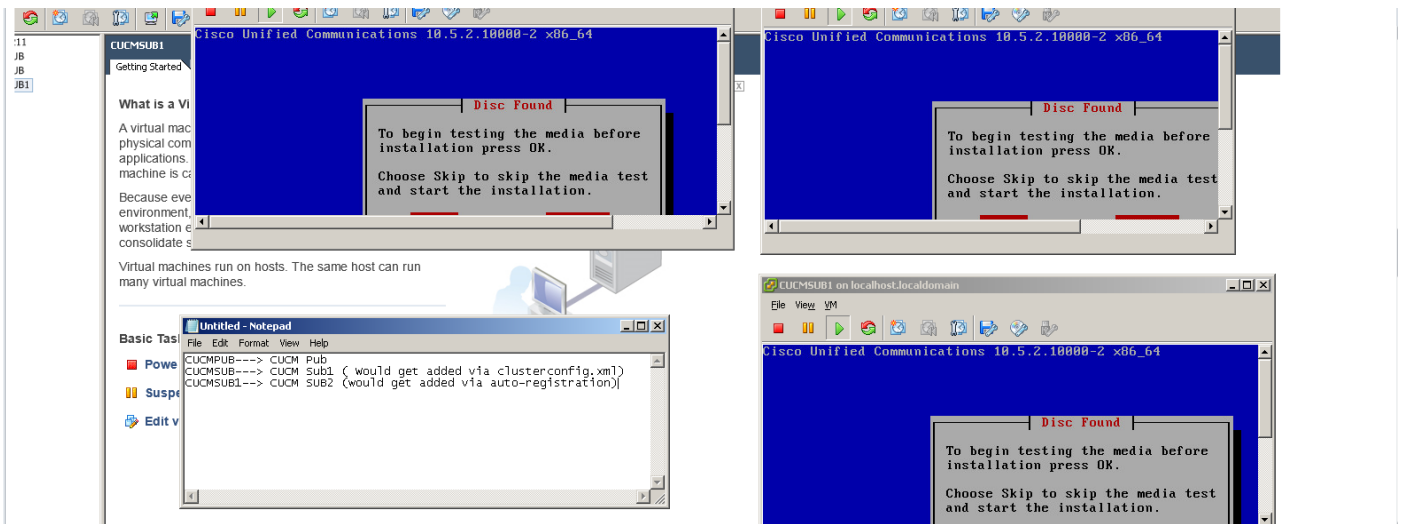 :11
JB
JB
JB1
CUCMSUB1
Getting Started
What is a Vi
A virtual mac
physical com
applications.
machine is ca
Because eve
environment,
workstation e
consolidate s
Virtual machines run on hosts. The same host can run
many virtual machines.
Basic Tas
Powe
Suspe
Edit v
Cisco Unified Communications 10.5.2.10000-2 x86_64
Disc Found
To begin testing the media before
installation press OK.
Choose Skip to skip the media test
and start the installation.
Cisco Unified Communications 10.5.2.10000-2 x86_64
Disc Found
To begin testing the media before
installation press OK.
Choose Skip to skip the media test
and start the installation.
Untitled - Notepad
File Edit Format View Help
CUCMPUB---> CUCM Pub
CUCMSUB---> CUCM Sub1 ( would get added via clusterconfig.xml)
CUCMSUB1--> CUCM SUB2 (would get added via auto-registration)
CUCMSUB1 on localhost.localdomain
File View VM
Cisco Unified Communications 10.5.2.10000-2 x86_64
Disc Found
To begin testing the media before
installation press OK.
Choose Skip to skip the media test
and start the installation.